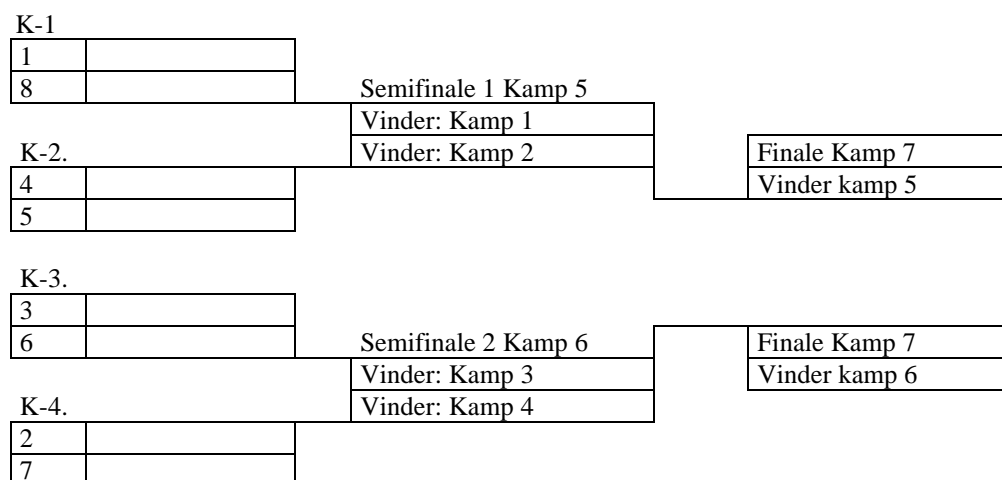 K-1
1
8
Semifinale 1 Kamp 5
Vinder: Kamp 1
K-2.
Vinder: Kamp 2
Finale Kamp 7
4
Vinder kamp 5
5
K-3.
3
6
Semifinale 2 Kamp 6
Finale Kamp 7
Vinder: Kamp 3
Vinder kamp 6
K-4.
Vinder: Kamp 4
2
7